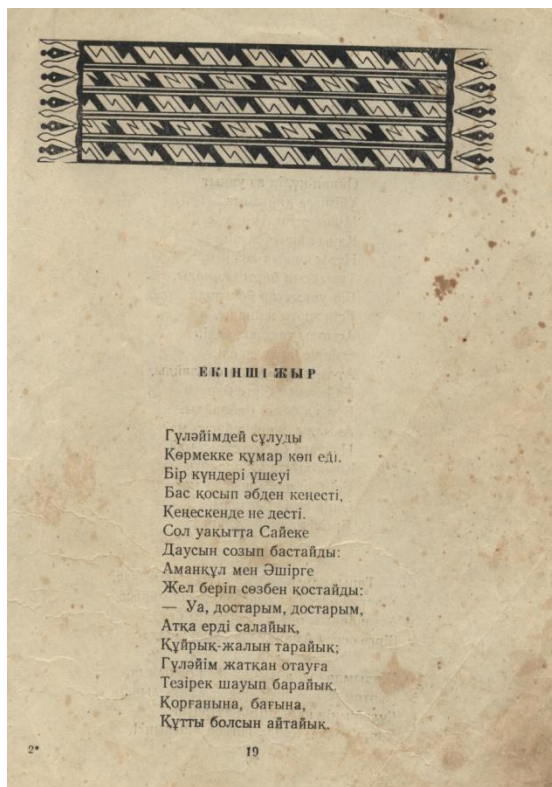 ЕКІНШІ ЖЫР
Гүләйімдей сұлуды
Көрмекке құмар көп еді.
Бір күндері үшеуі
Бас қосып әбден кеңесті,
Кеңескенде не десті.
Сол уақытта Сайеке
Даусын созып бастайды:
Аманқұл мен Әшірге
Жел беріп сөзбен қостайды:
— Уа, достарым, достарым,
Атқа ерді салайық,
Құйрық-жалын тарайық;
Гүләйім жатқан отауға
Тезірек шауып барайық.
Қорғанына, бағына,
Құтты болсын айтайық.
2*
19